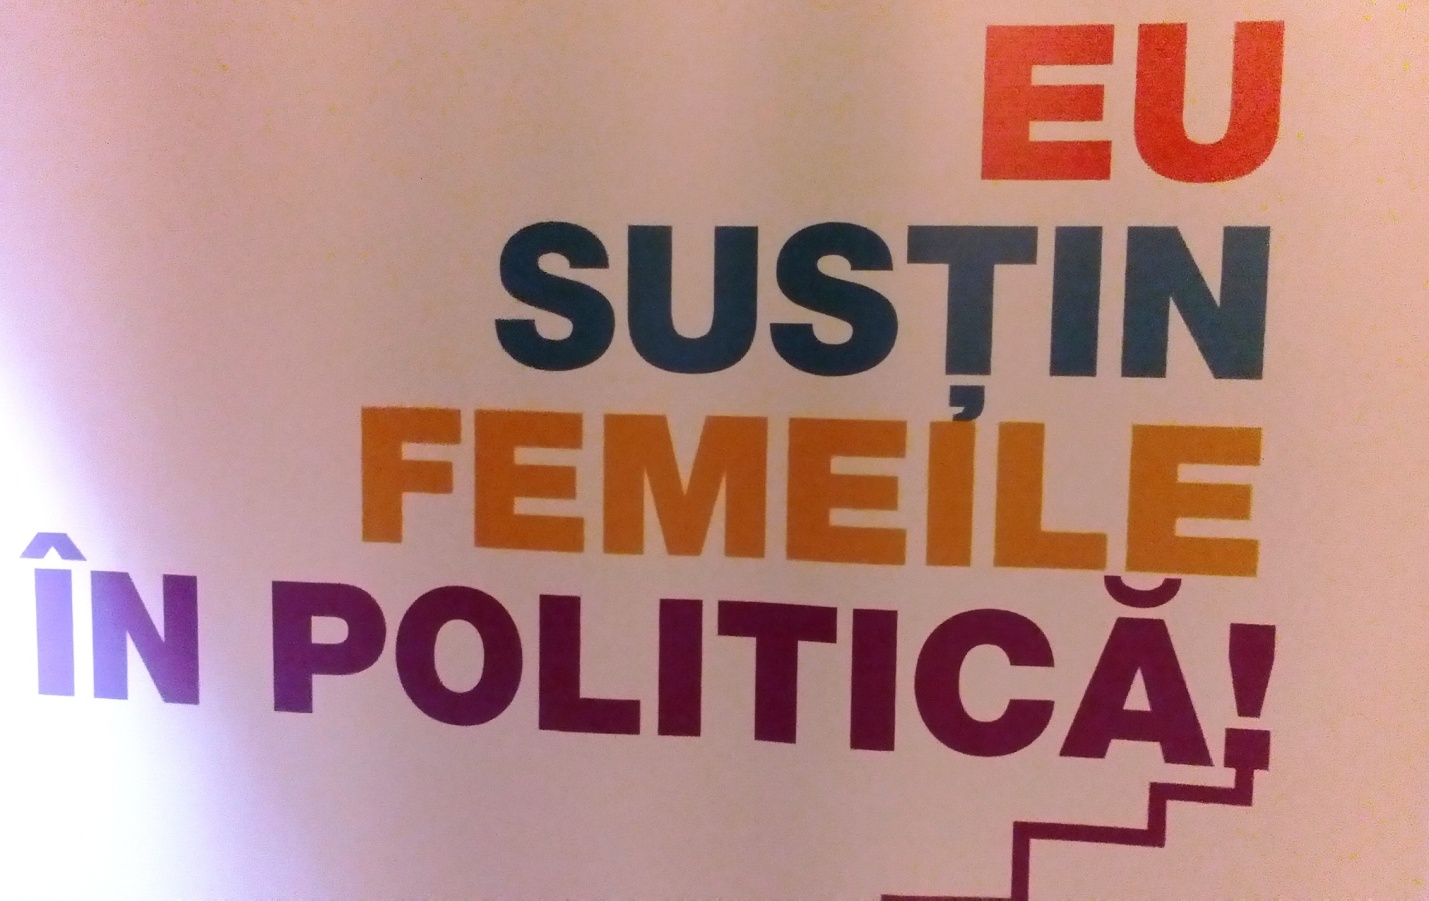 EU
SUSȚIN
FEMEILE
ÎN POLITICĂ!